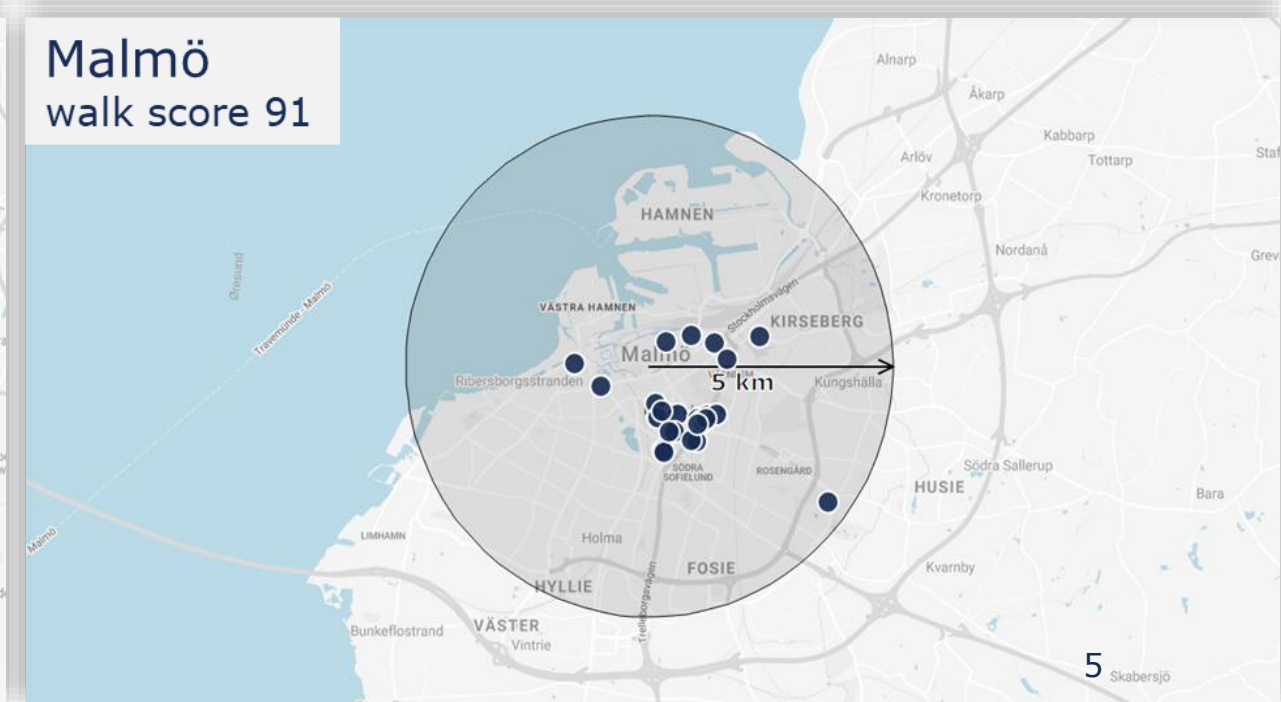 Malmö
walk score 91
Alnarp
Åkarp
Kabbarp
Arlöv
Tottarp
Kronetorp
HAMNEN
Nordanå
Øresund
Travemünde - Malmö
VÄSTRA HAMNEN
Stockholmsvägen
KIRSEBERG
Malmö
5 km
Ribersborgsstranden
Kungshälla
SÖDRA
SOFIELUND
ROSENGÅRD
Södra Sallerup
HUSIE
Bara
LIMHAMN
Holma
Malmö
FOSIE
Kvarnby
HYLLIE
Trelleborgsvägen
Bunkeflostrand
VÄSTER
Vintrie
5
Skabersjö